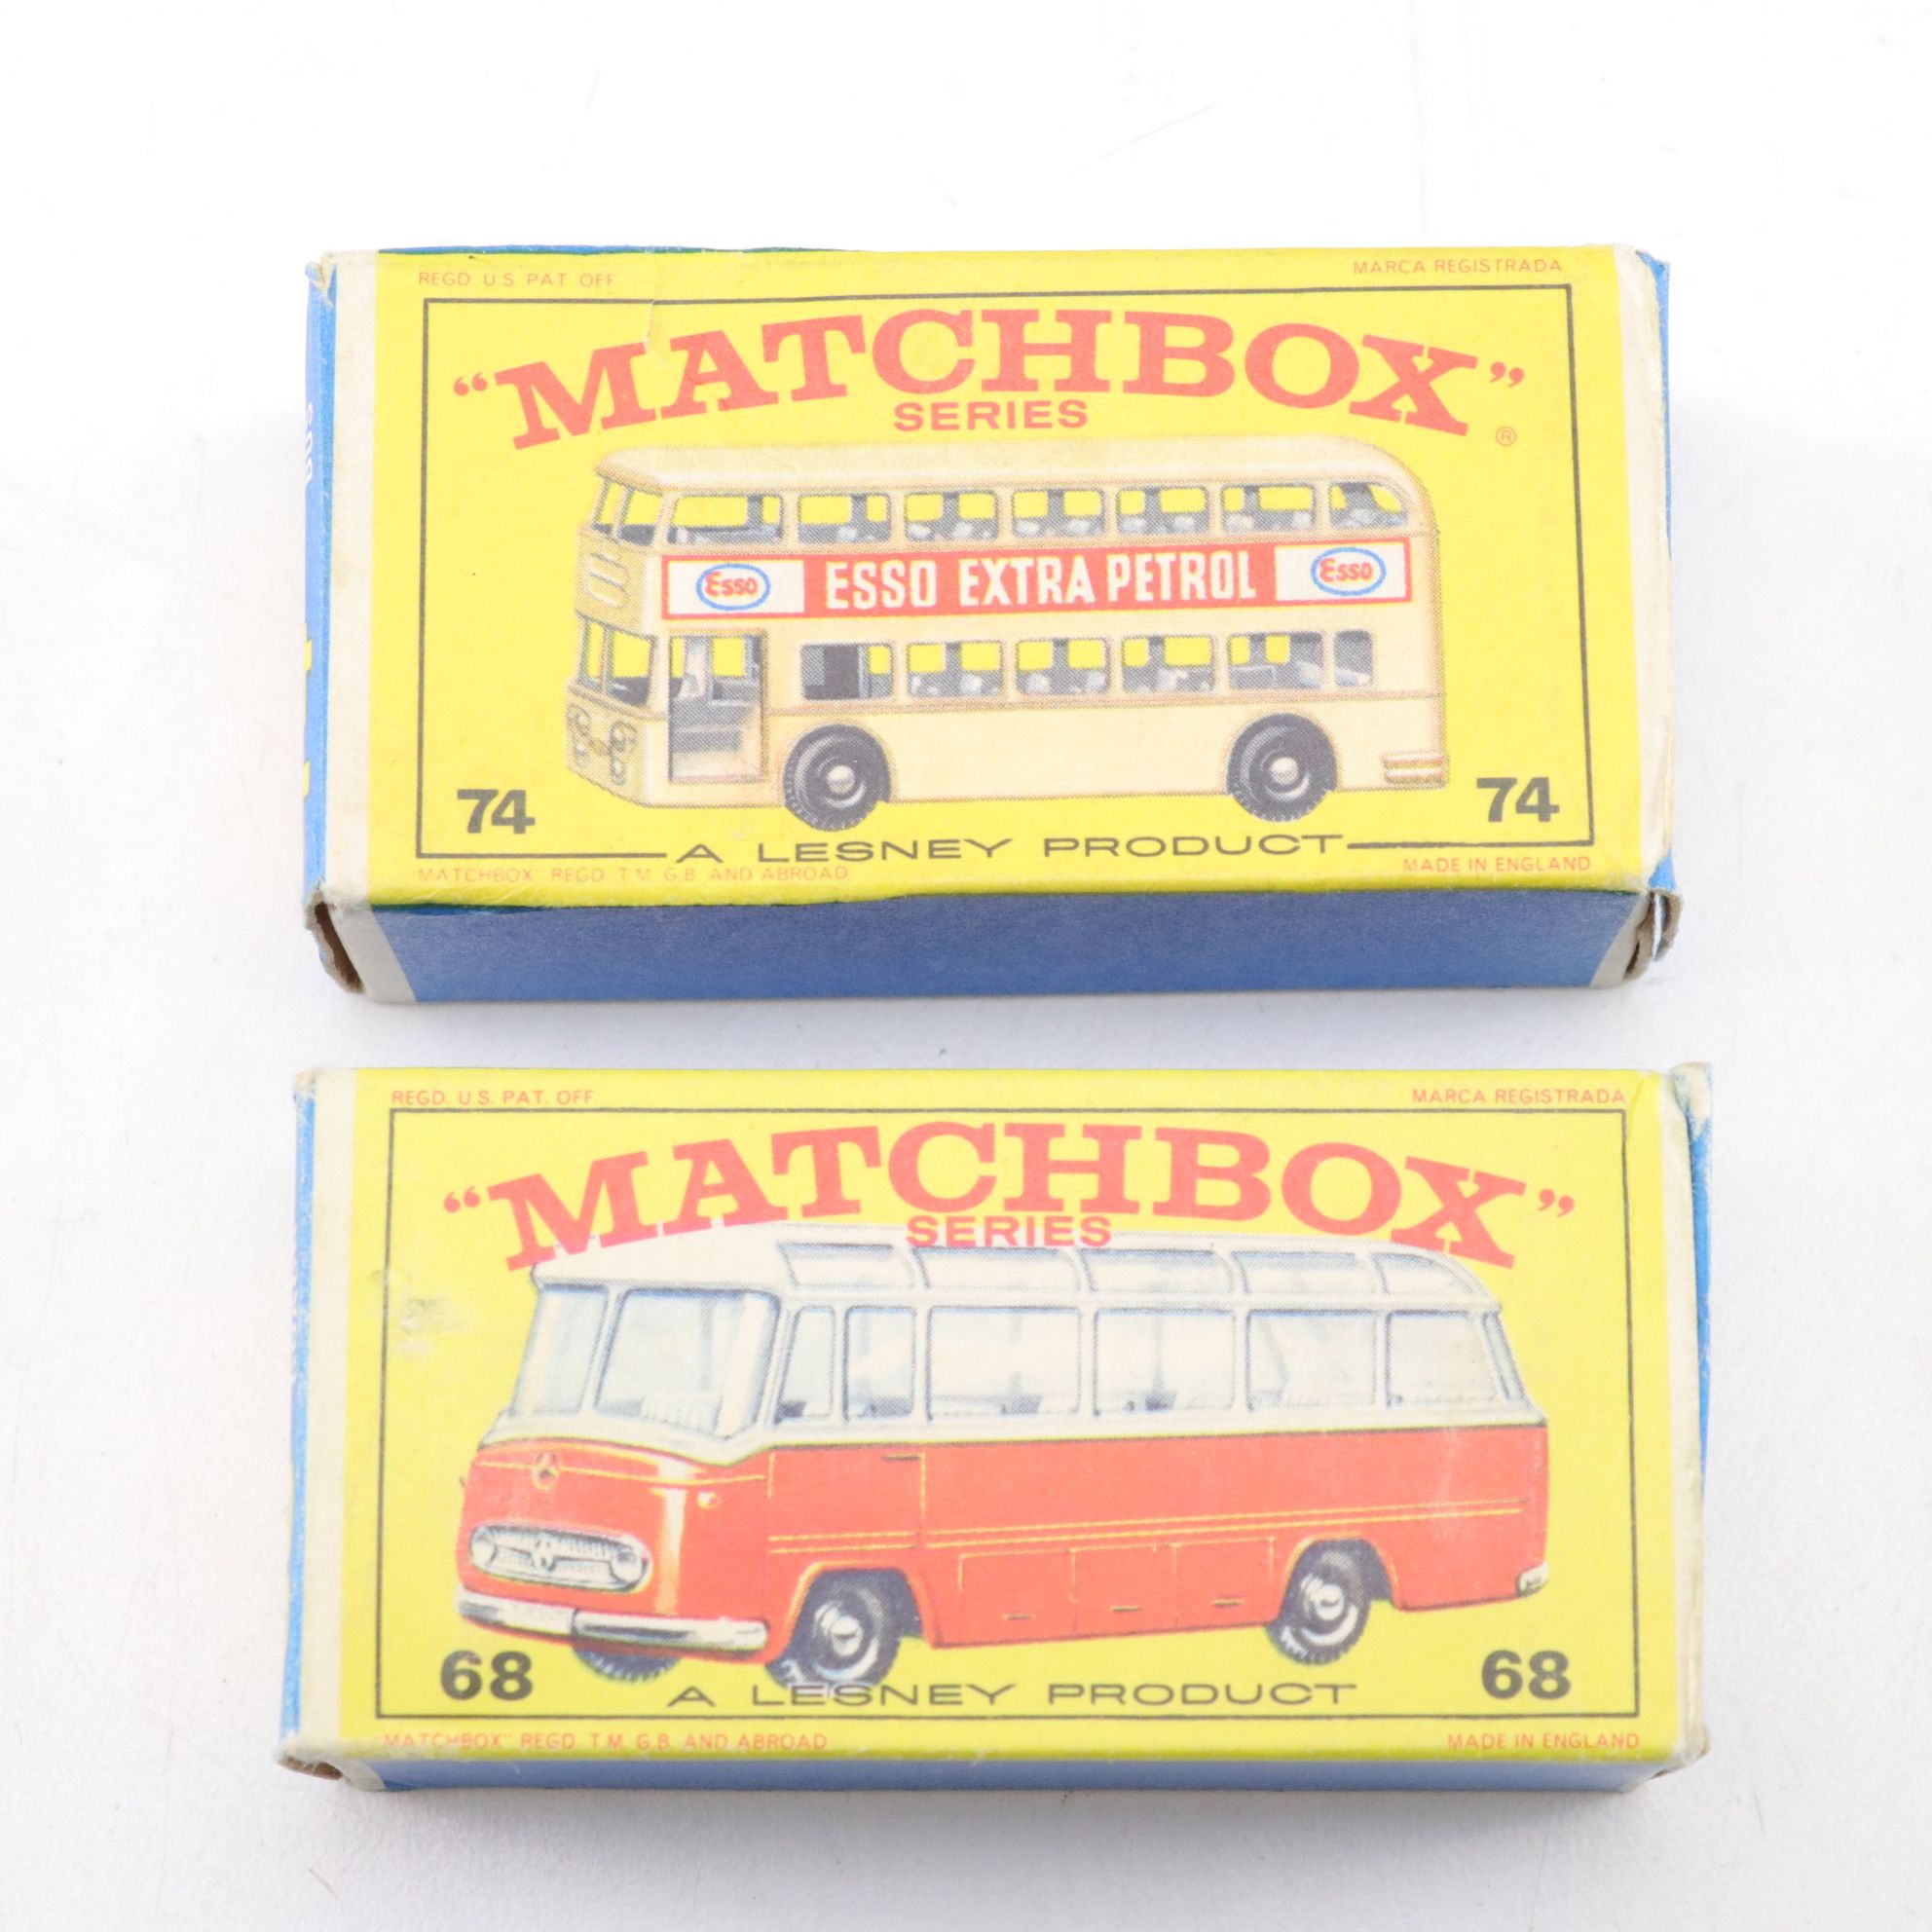 REGD U.S. PAT. OFF.
MARCA REGISTRADA
“MATCHBOX”
SERIES
®
Esso ESSO EXTRA PETROL Esso
74
74
A LESNEY PRODUCT
MATCHBOX" REGD. T.M. G.B. AND ABROAD
MADE IN ENGLAND
REGD. U.S. PAT. OFF.
MARCA REGISTRADA
“MATCHBOX”
SERIES
68
68
A LESNEY PRODUCT
"MATCHBOX" REGD. T.M. G.B. AND ABROAD
MADE IN ENGLAND